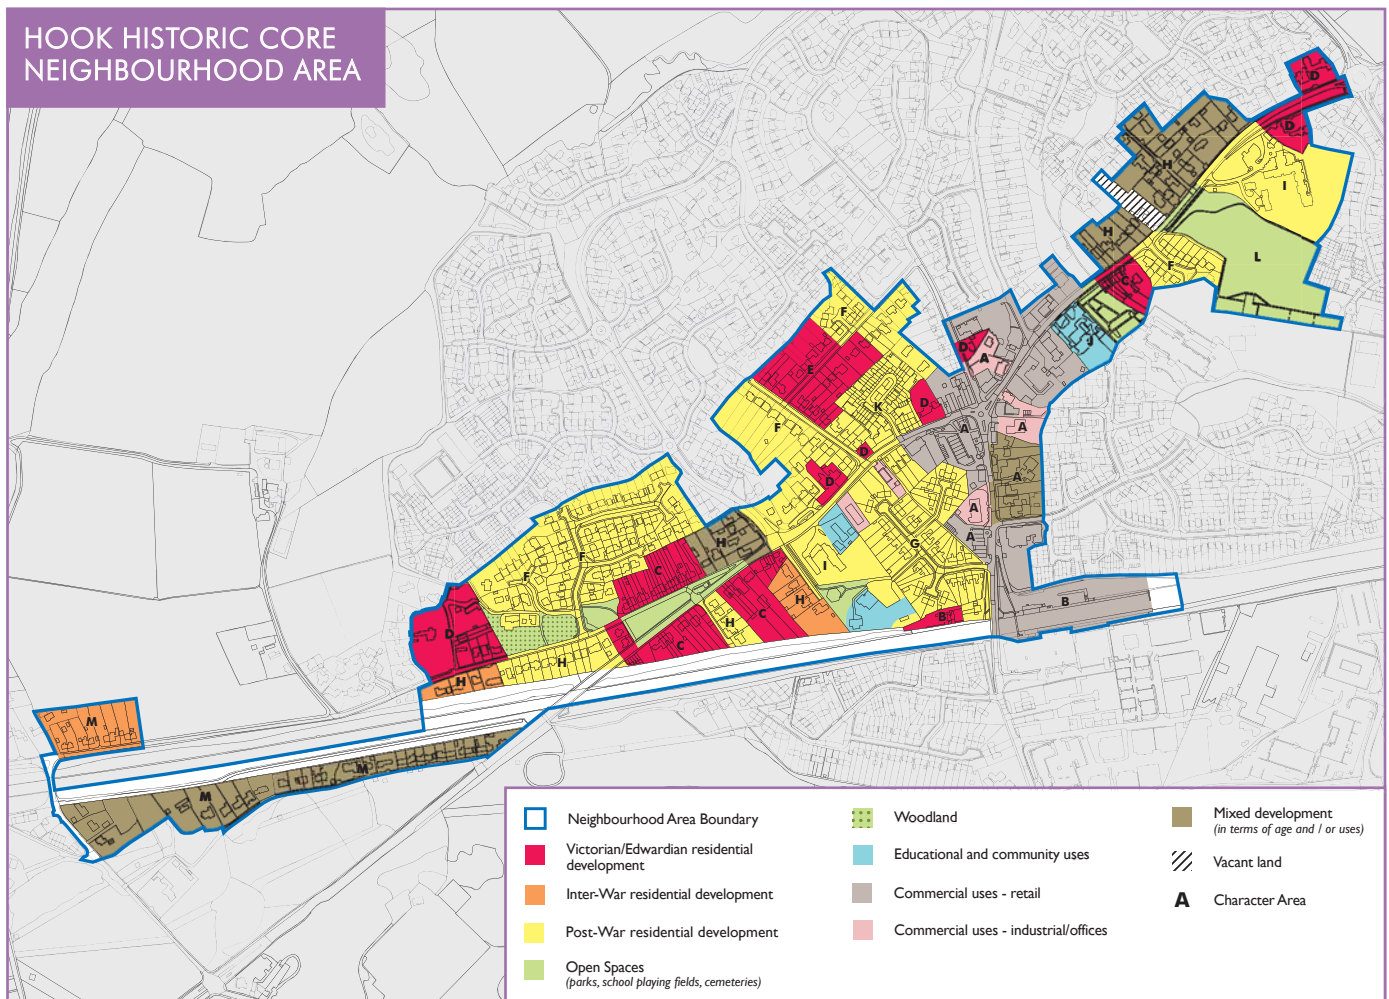 HOOK HISTORIC CORE
NEIGHBOURHOOD AREA
D
D
H
I
H
L
F
C
J
F
D
A
E
K
D
A
F
A
D
D
A
A
G
A
H
F
I
C
F
H
B
C
H
B
D
C
H
H
M
M
M
Neighbourhood Area Boundary
Victorian/Edwardian residential
development
Inter-War residential development
Post-War residential development
Open Spaces
(parks, school playing fields, cemeteries)
Woodland
Educational and community uses
Commercial uses - retail
Commercial uses - industrial/offices
Mixed development
(in terms of age and / or uses)
Vacant land
A Character Area